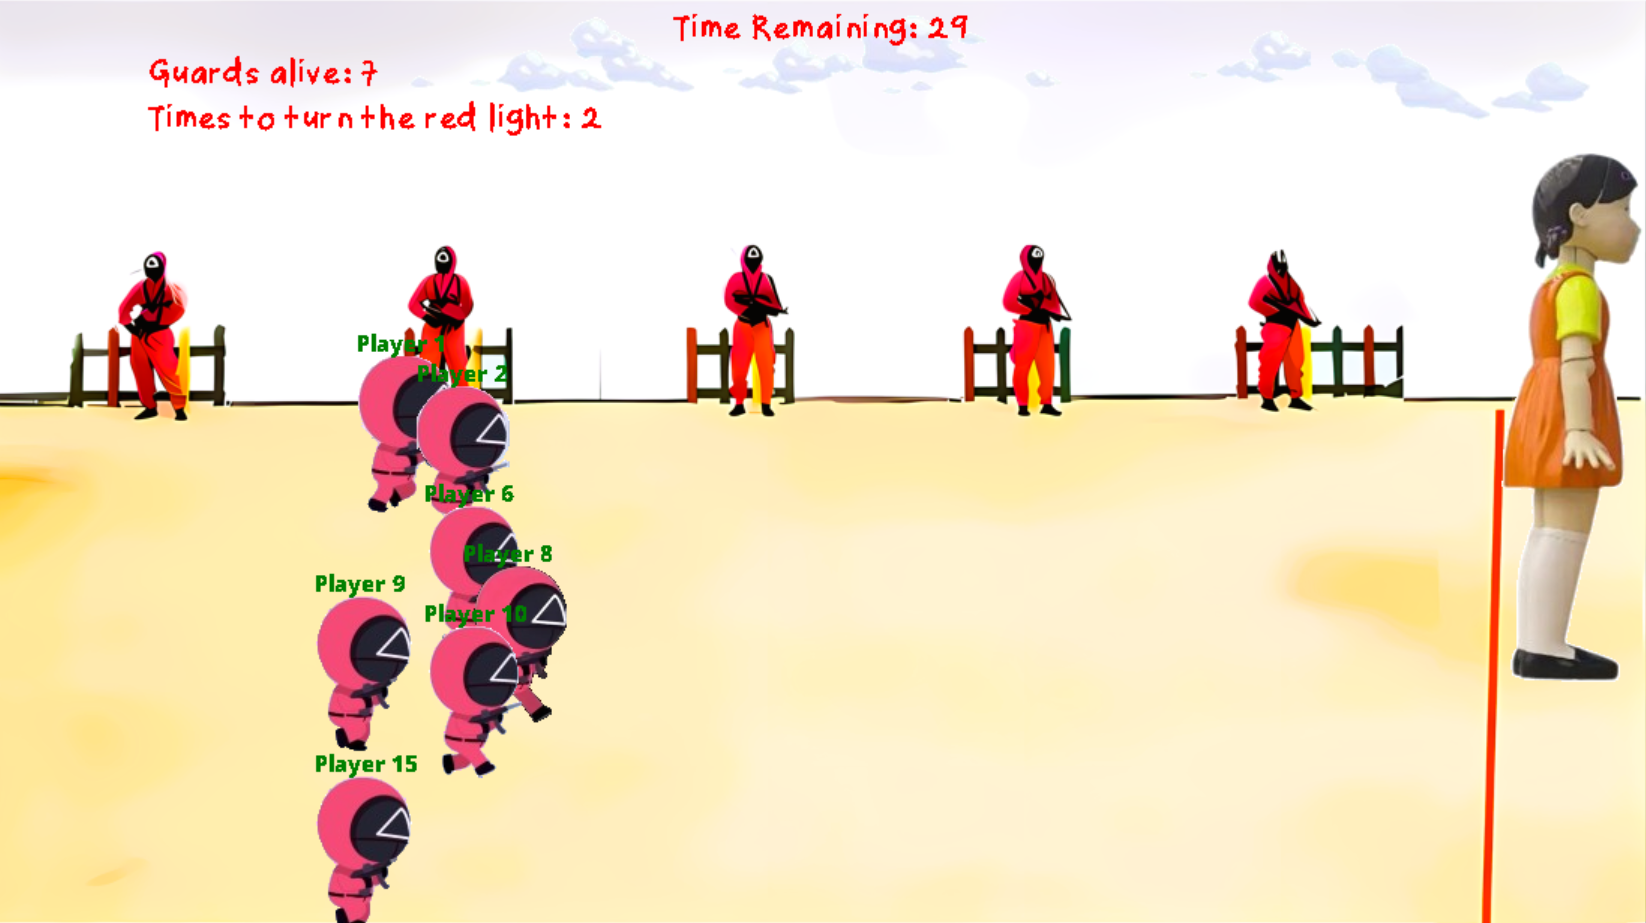 Time Remaining: 29
Guards alive: 7
Times to turn the red light: 2
Player 1
Player 2
Player 6
Player 8
Player 9
Player 10
Player 15